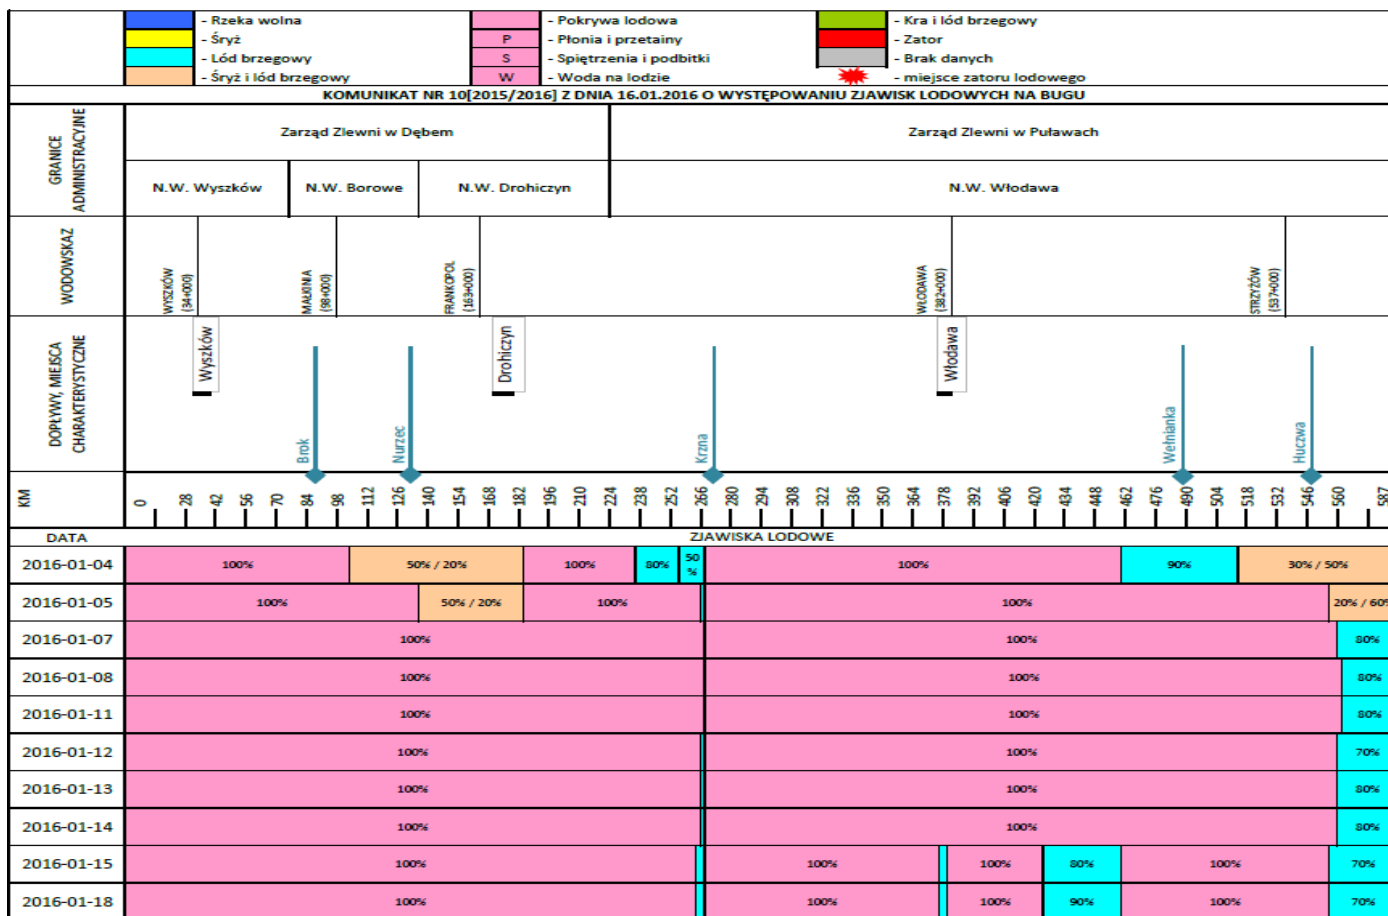 - Rzeka wolna - Pokrywa lodowa - Kra i lód brzegowy
- Śryż P - Płonia i przetainy - Zator
- Lód brzegowy S - Spiętrzenia i podbitki - Brak danych
- Śryż i lód brzegowy W - Woda na lodzie - miejsce zatoru lodowego
KOMUNIKAT NR 10[2015/2016] Z DNIA 16.01.2016 O WYSTĘPOWANIU ZJAWISK LODOWYCH NA BUGU
GRANICE ADMINISTRACYJNE
Zarząd Zlewni w Dębem Zarząd Zlewni w Puławach
N.W. Wyszków N.W. Borowe N.W. Drohiczyn N.W. Włodawa
WODOWSKAZ
WYSZKÓW (34+000)
MAŁKINIA (98+000)
FRANKOPOL (163+000)
WŁODAWA (382+000)
STRZYŻÓW (537+000)
DOPŁYWY, MIEJSCA CHARAKTERYSTYCZNE
Wyszków
Brok
Nurzec
Drohiczyn
Krzna
Włodawa
Wełnianka
Huczwa
KM 0 28 42 56 70 84 98 112 126 140 154 168 182 196 210 224 238 252 266 280 294 308 322 336 350 364 378 392 406 420 434 448 462 476 490 504 518 532 546 560 587
DATA ZJAWISKA LODOWE
2016-01-04 100% 50% / 20% 100% 80% 50 % 100% 90% 30% / 50%
2016-01-05 100% 50% / 20% 100% 100% 20% / 60%
2016-01-07 100% 100% 80%
2016-01-08 100% 100% 80%
2016-01-11 100% 100% 80%
2016-01-12 100% 100% 70%
2016-01-13 100% 100% 80%
2016-01-14 100% 100% 80%
2016-01-15 100% 100% 100% 80% 100% 70%
2016-01-18 100% 100% 100% 90% 100% 70%